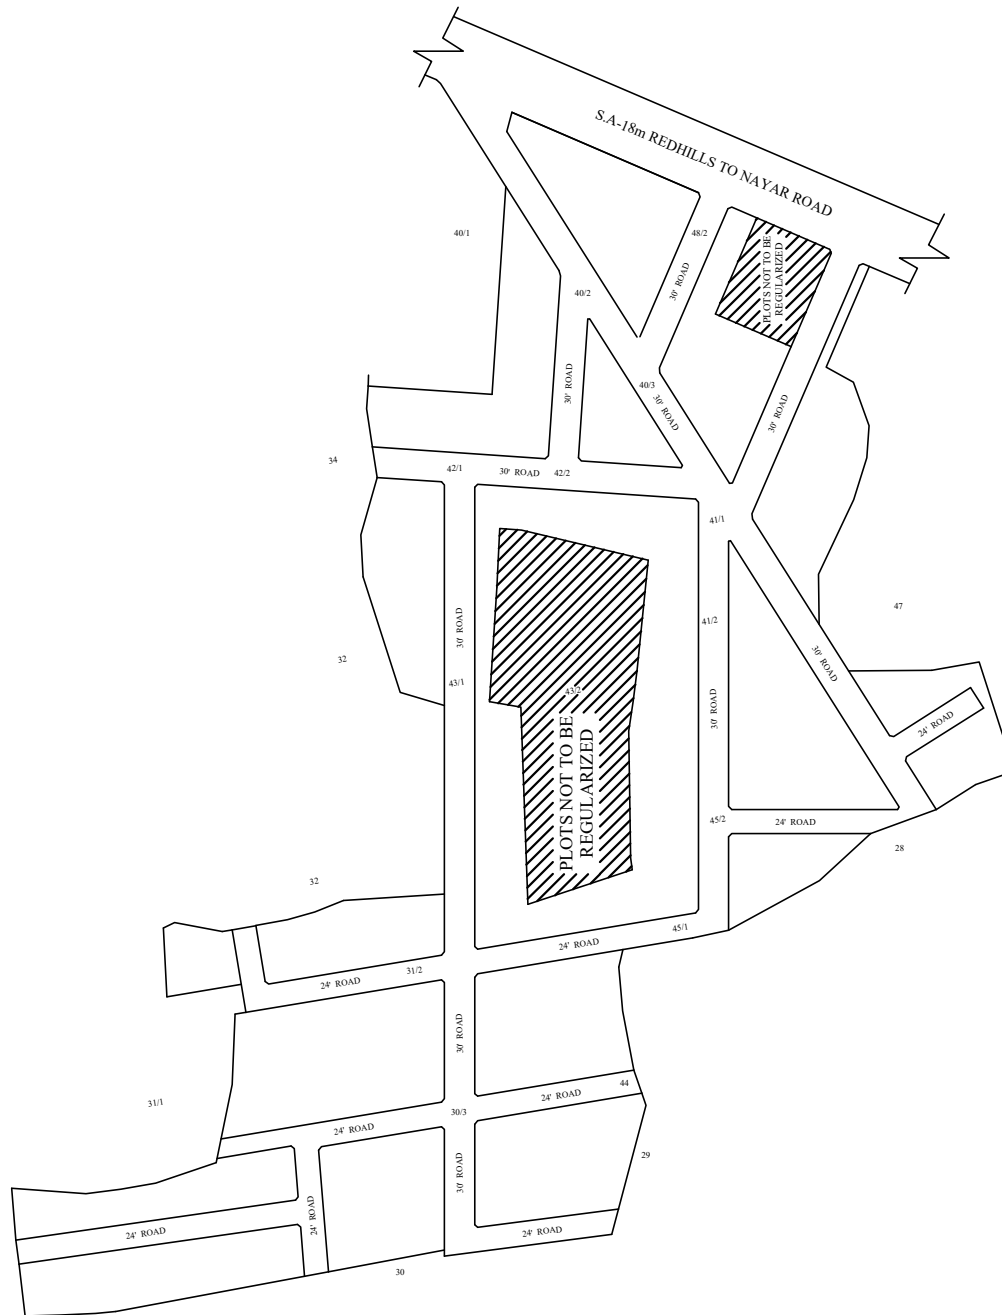 S.A-18m REDHILLS TO NAYAR ROAD
40/1
48/2
PLOTS NOT TO BE
REGULARIZED
30' ROAD
40/2
30' ROAD
40/3
30' ROAD
30' ROAD
34
42/1
30' ROAD
42/2
41/1
47
41/2
30' ROAD
32
43/1
43/2
30' ROAD
30' ROAD
24' ROAD
PLOTS NOT TO BE
REGULARIZED
45/2
24' ROAD
28
32
45/1
24' ROAD
31/2
24' ROAD
30' ROAD
44
24' ROAD
31/1
30/3
24' ROAD
29
30' ROAD
24' ROAD
24' ROAD
24' ROAD
30